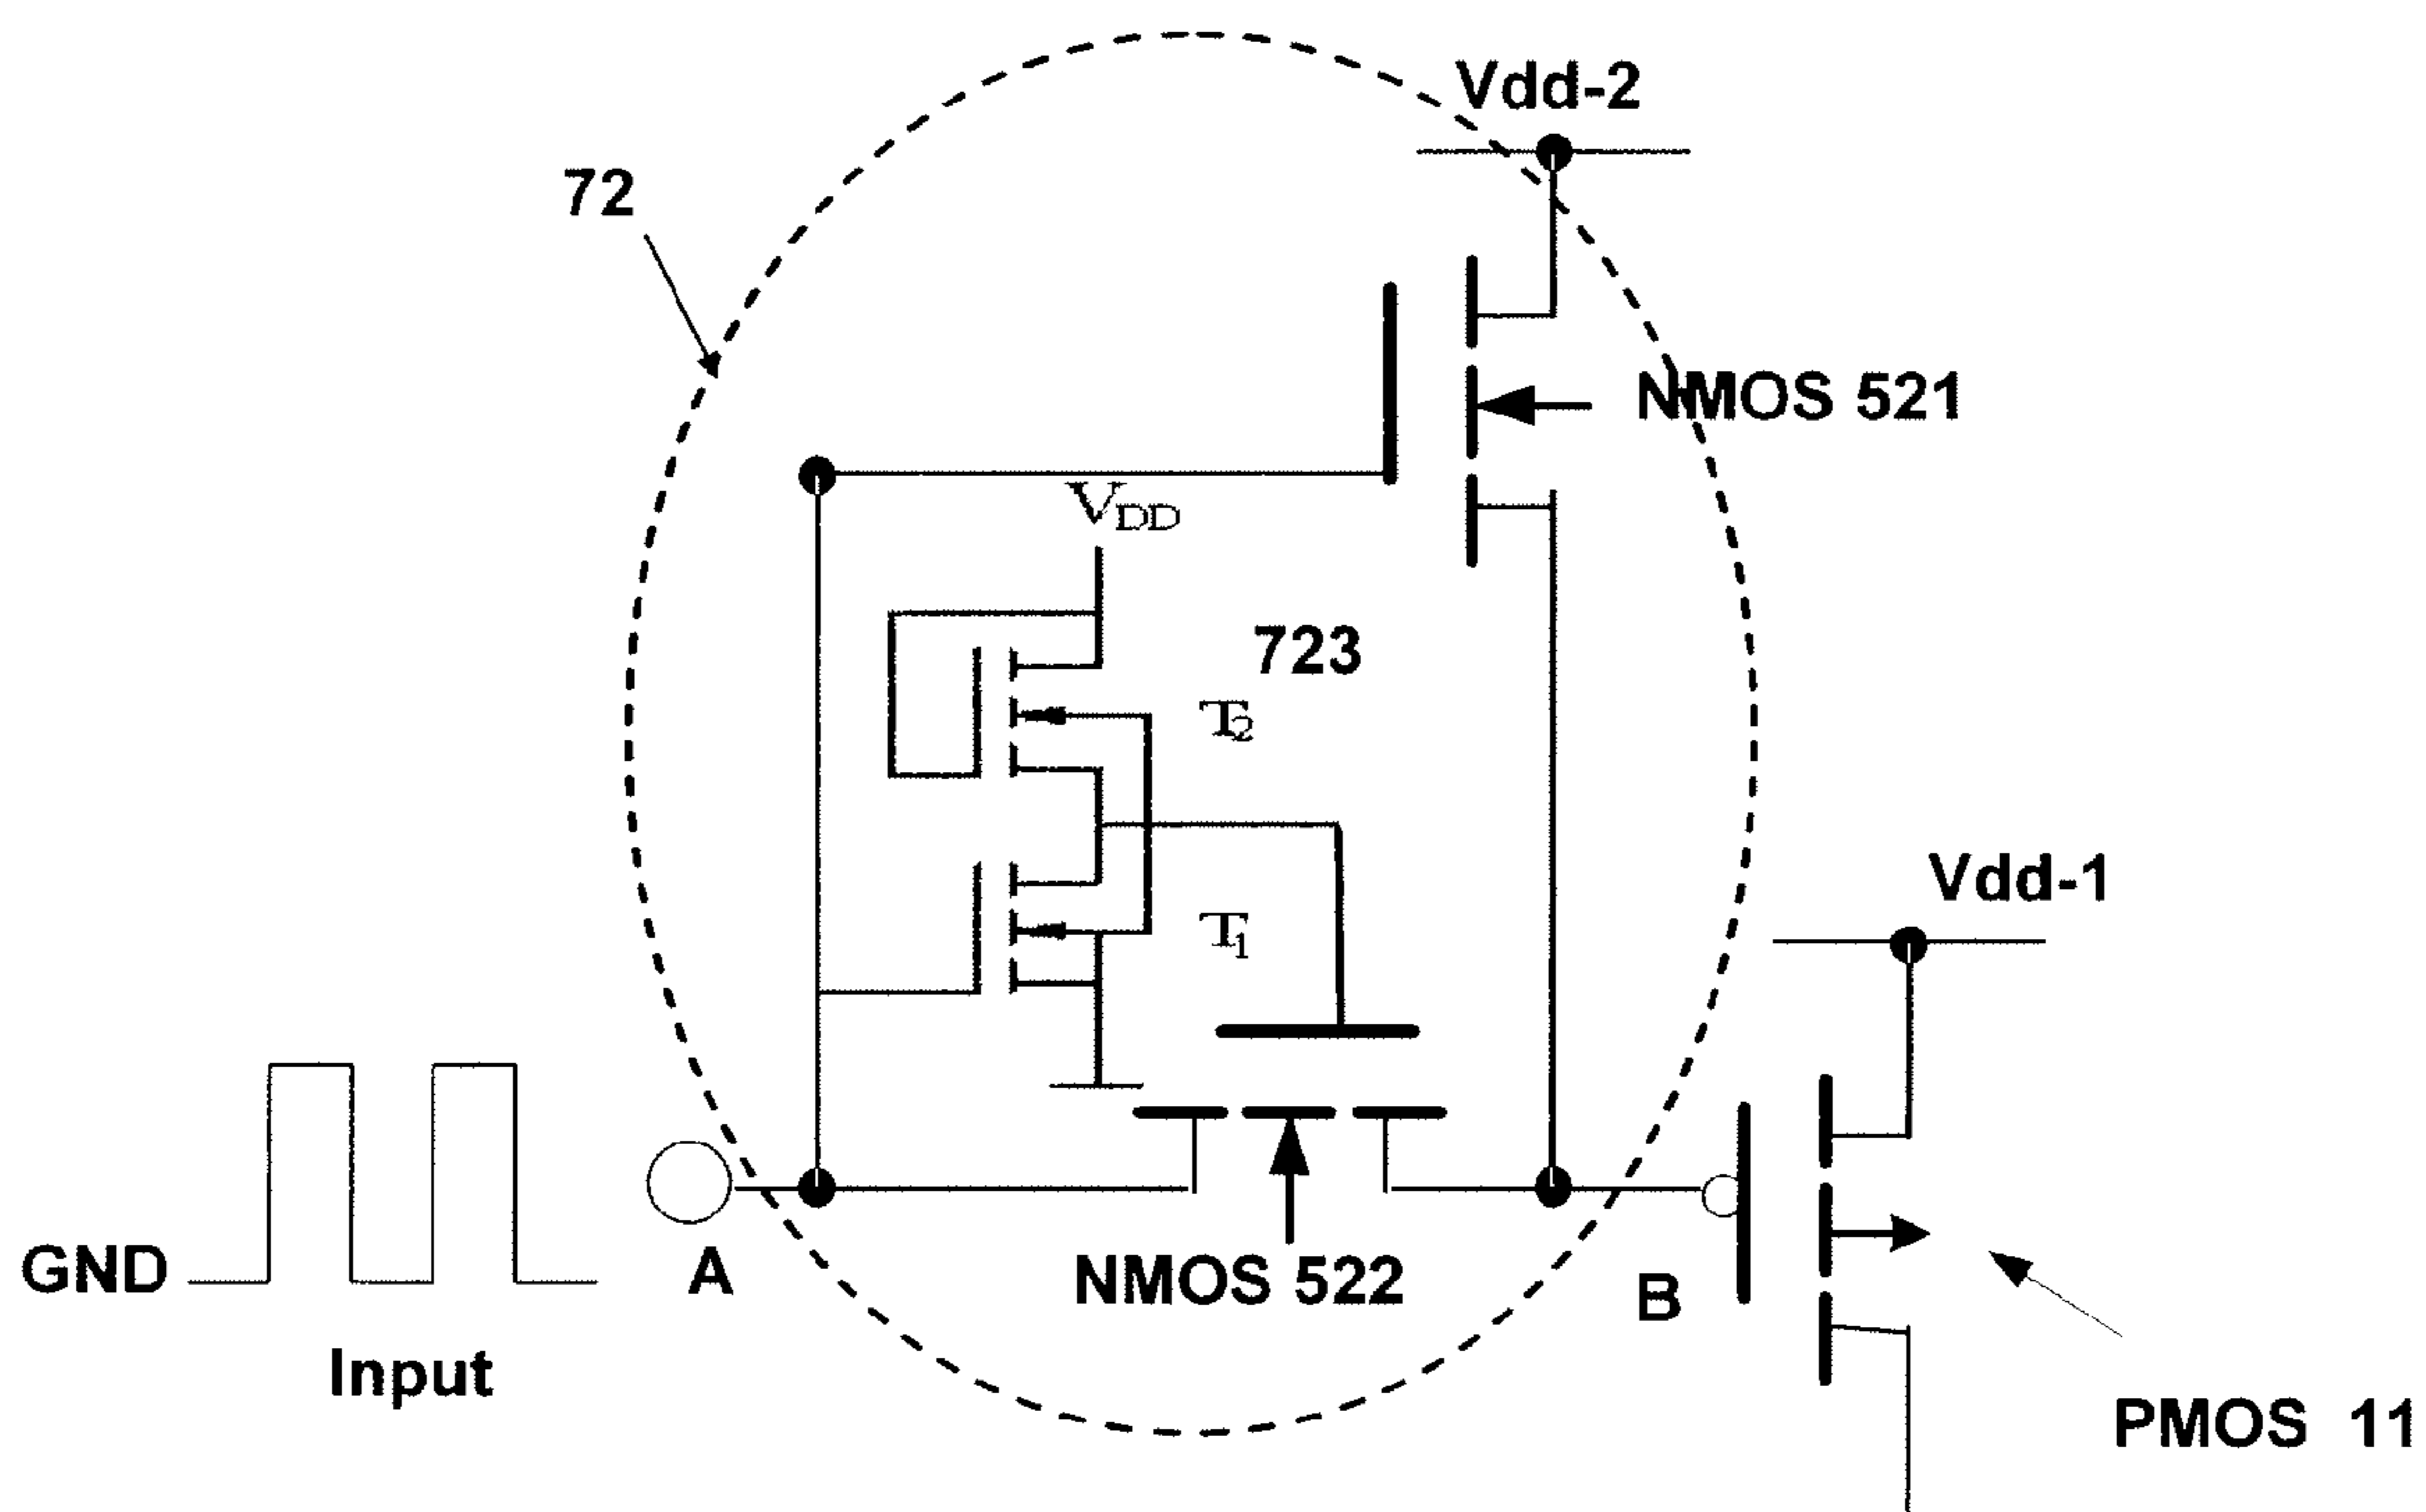 Vdd-2
72
NMOS 521
VDD
723
T2
Vdd-1
T1
GND
A
NMOS 522
B
Input
PMOS 11